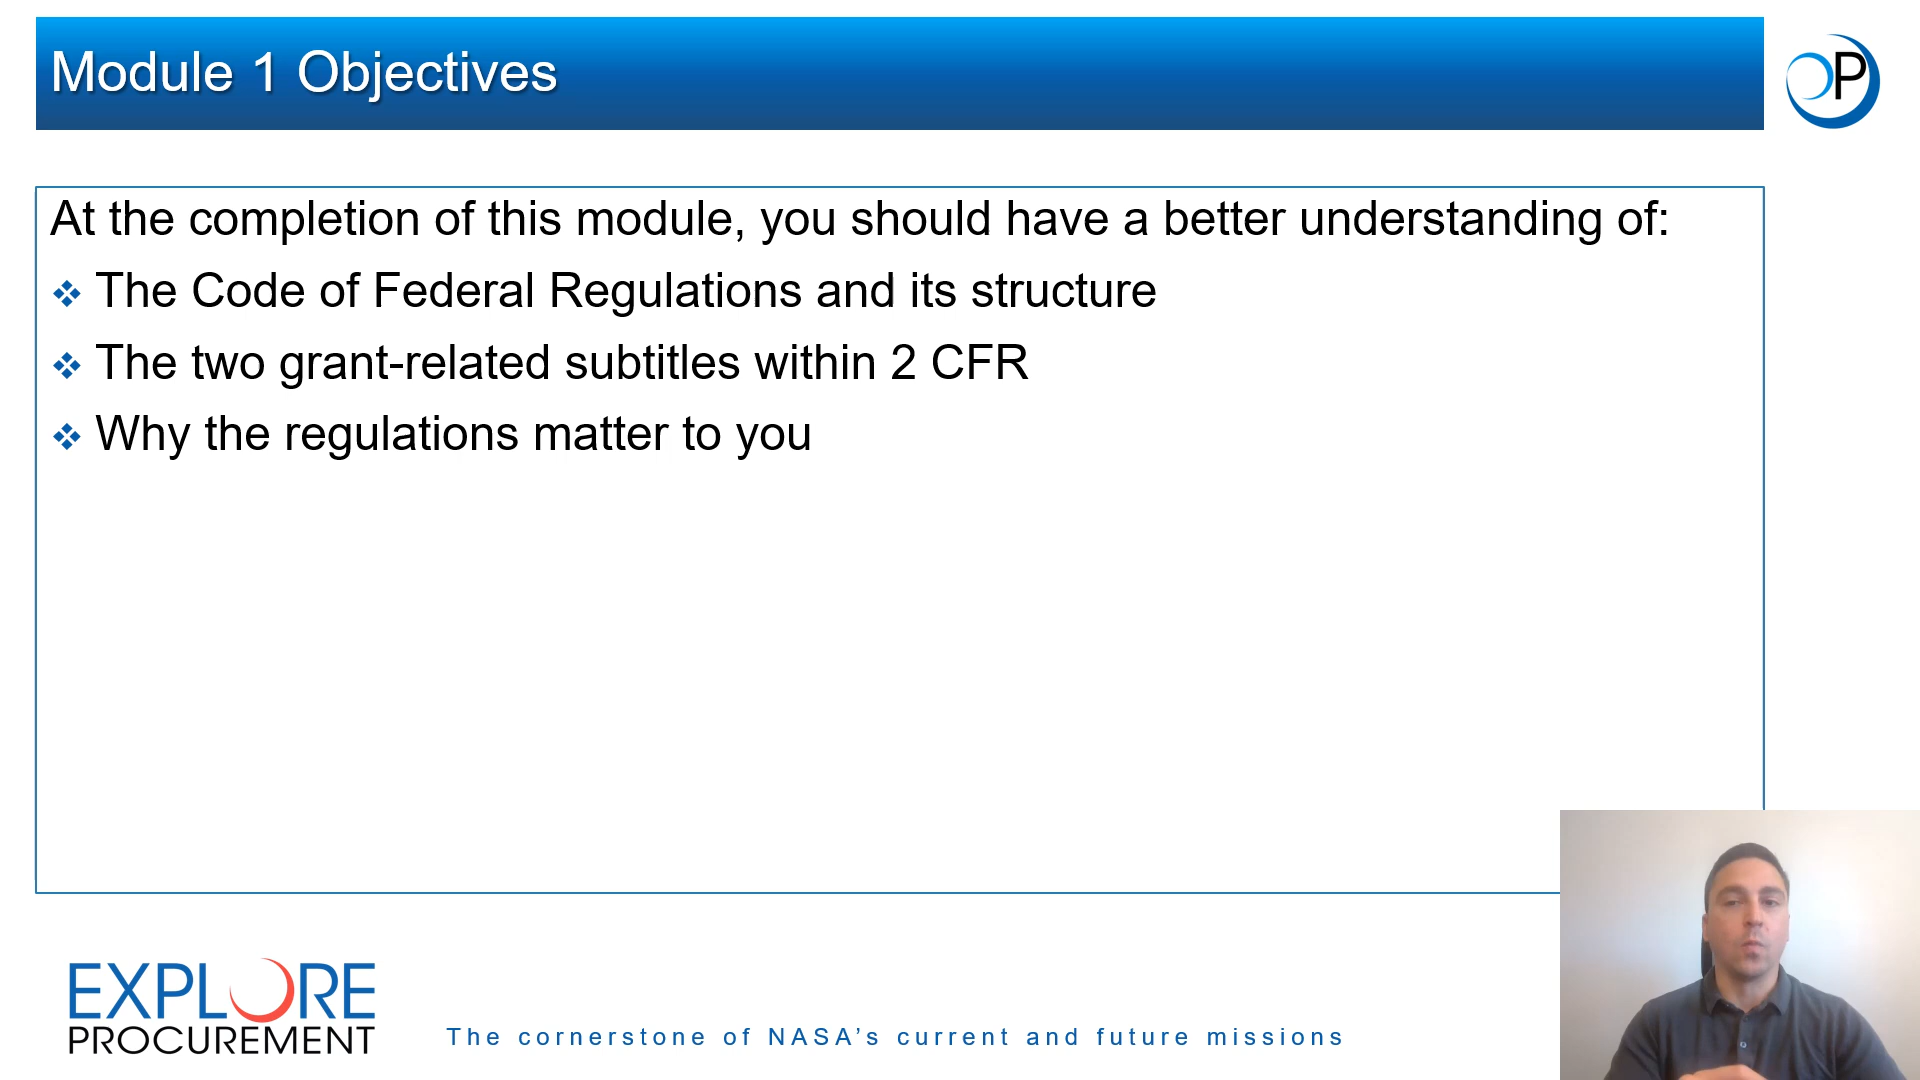 Module 1 Objectives
P
At the completion of this module, you should have a better understanding of:
❖ The Code of Federal Regulations and its structure
❖ The two grant-related subtitles within 2 CFR
❖ Why the regulations matter to you
EXPLORE
PROCUREMENT
The cornerstone of NASA’s current and future missions